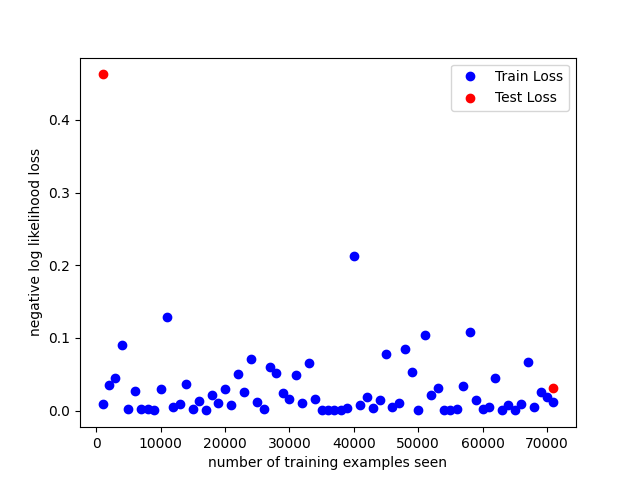 Train Loss
Test Loss
0.4
0.3
0.2
0.1
0.0
negative log likelihood loss
0 10000 20000 30000 40000 50000 60000 70000
number of training examples seen